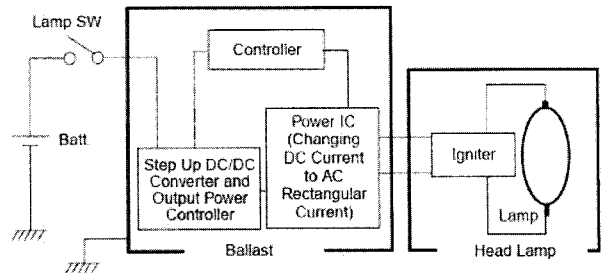 Lamp SW
Controller
Batt.
Step Up DC/DC
Converter and
Output Power
Controller
Power IC
(Changing
DC Current
to AC
Rectangular
Current)
Ballast
Igniter
Lamp
Head Lamp